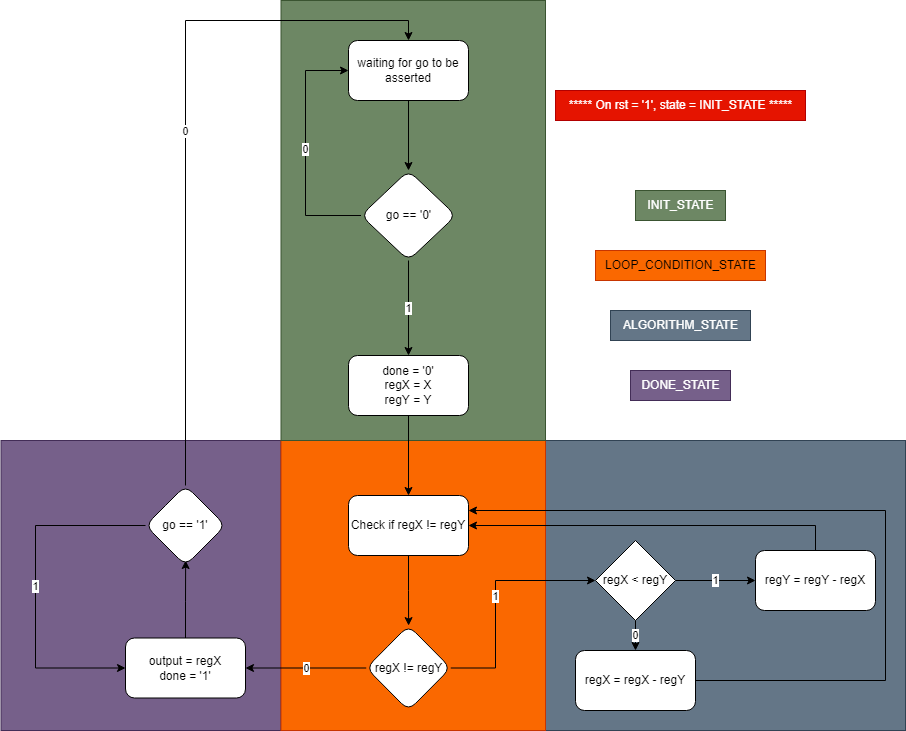 waiting for go to be
asserted
***** On rst = '1', state = INIT_STATE *****
0
0
INIT_STATE
go == '0'
LOOP_CONDITION_STATE
1
ALGORITHM_STATE
done = '0'
regX = X
regY = Y
DONE_STATE
go == '1'
Check if regX != regY
1
regX < regY
1
regY = regY - regX
1
0
output = regX
done = '1'
0
regX != regY
regX = regX - regY